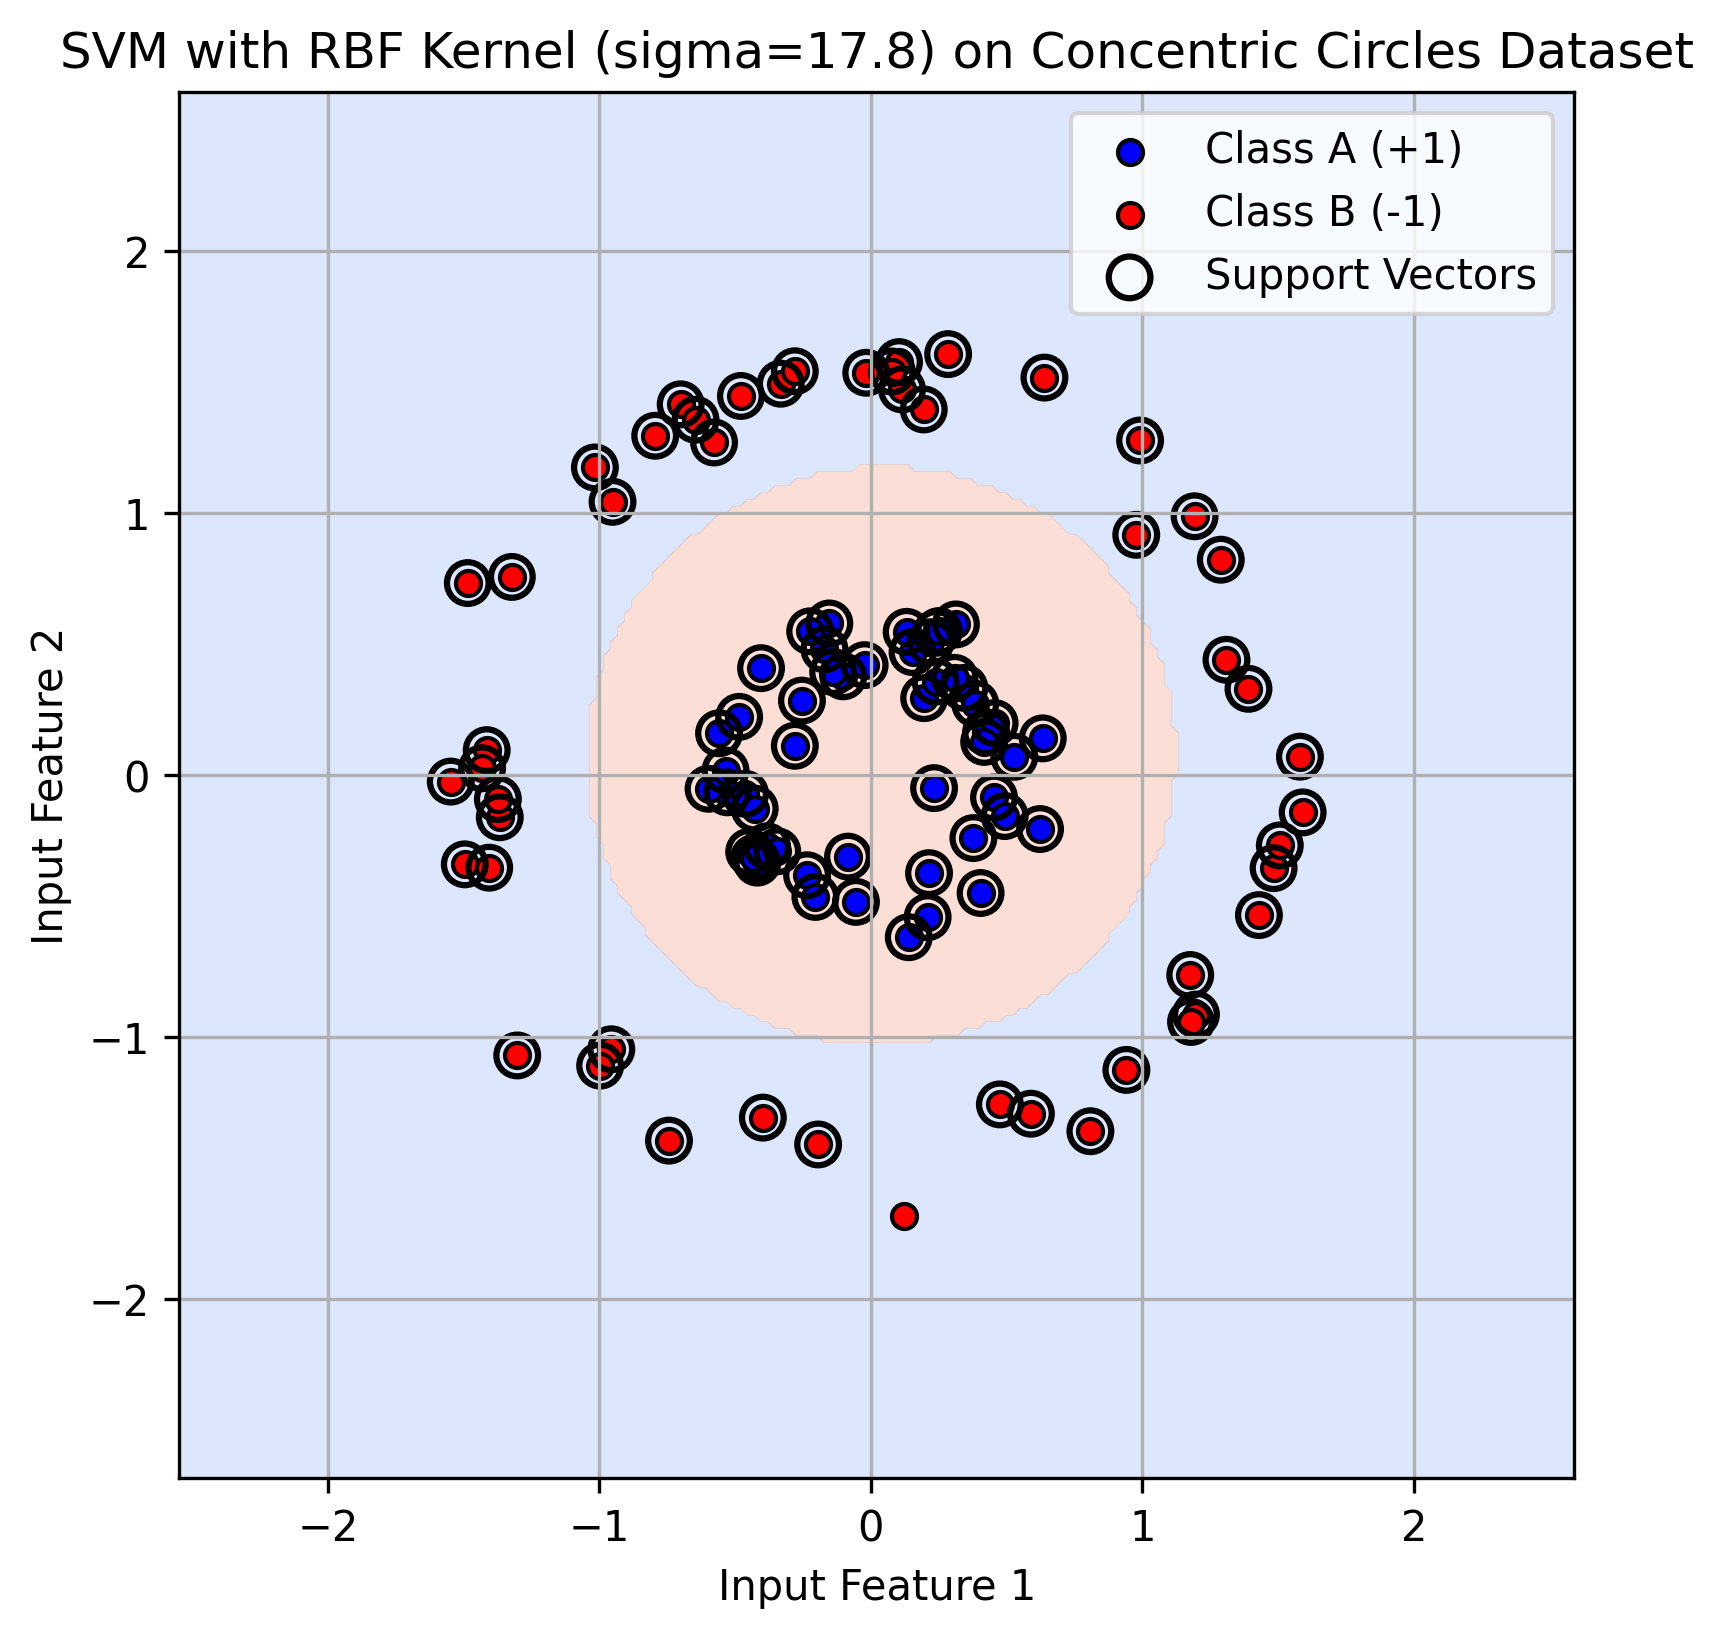 SVM with RBF Kernel (sigma=17.8) on Concentric Circles Dataset
Class A (+1)
Class B (-1)
Support Vectors
Input Feature 2
2
1
0
−1
−2
−2
−1
0
1
2
Input Feature 1